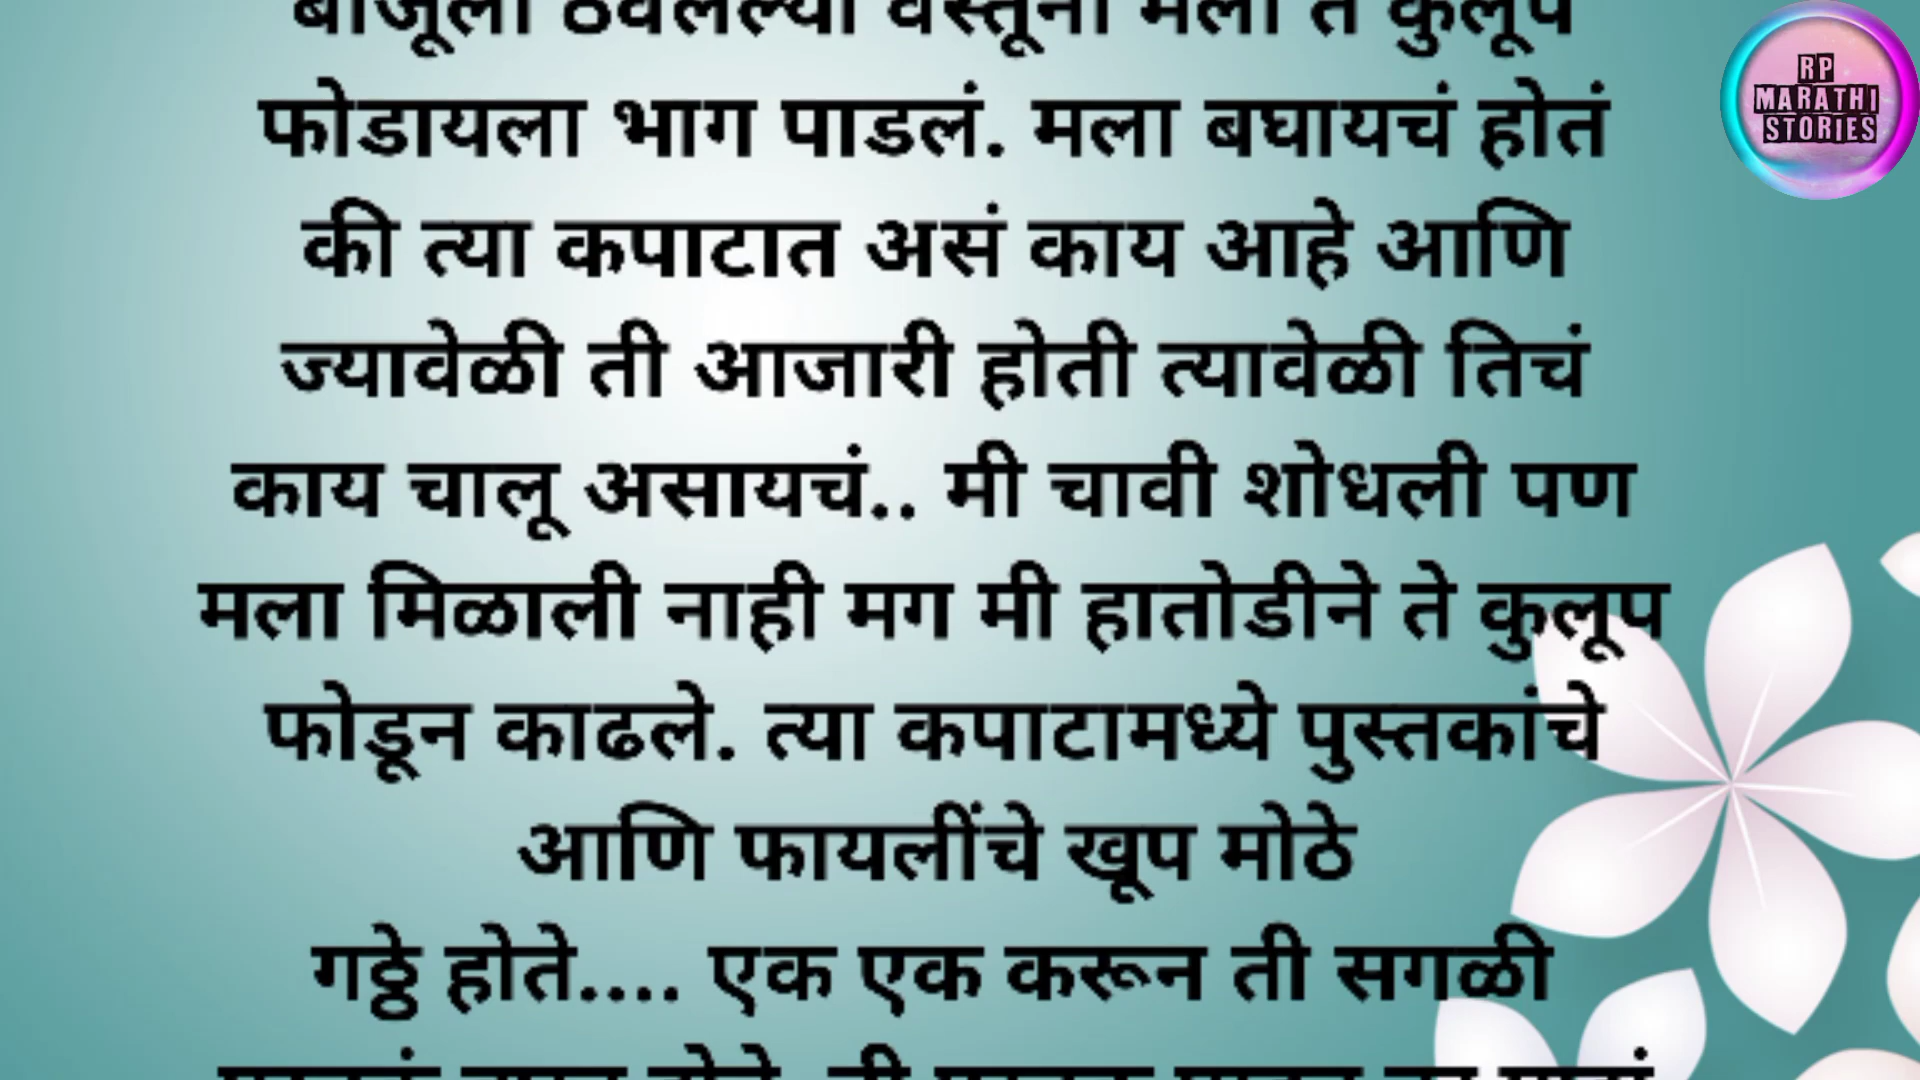 बाजूला ठेवलेल्या वस्तूंनी मला ते कुलूप
फोडायला भाग पाडलं. मला बघायचं होतं
की त्या कपाटात असं काय आहे आणि
ज्यावेळी ती आजारी होती त्यावेळी तिचं
काय चालू असायचं.. मी चावी शोधली पण
मला मिळाली नाही मग मी हातोडीने ते कुलूप
फोडून काढले. त्या कपाटामध्ये पुस्तकांचे
आणि फायलींचे खूप मोठे
गठ्ठे होते.... एक एक करून ती सगळी
RP
MARATHI
STORIES